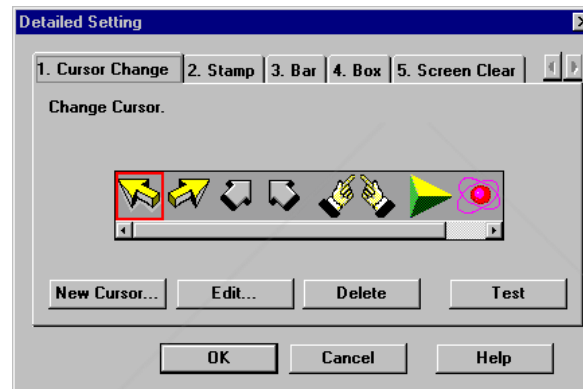 Detailed Setting
1. Cursor Change 2. Stamp 3. Bar 4. Box 5. Screen Clear
Change Cursor.
New Cursor... Edit... Delete Test
OK Cancel Help